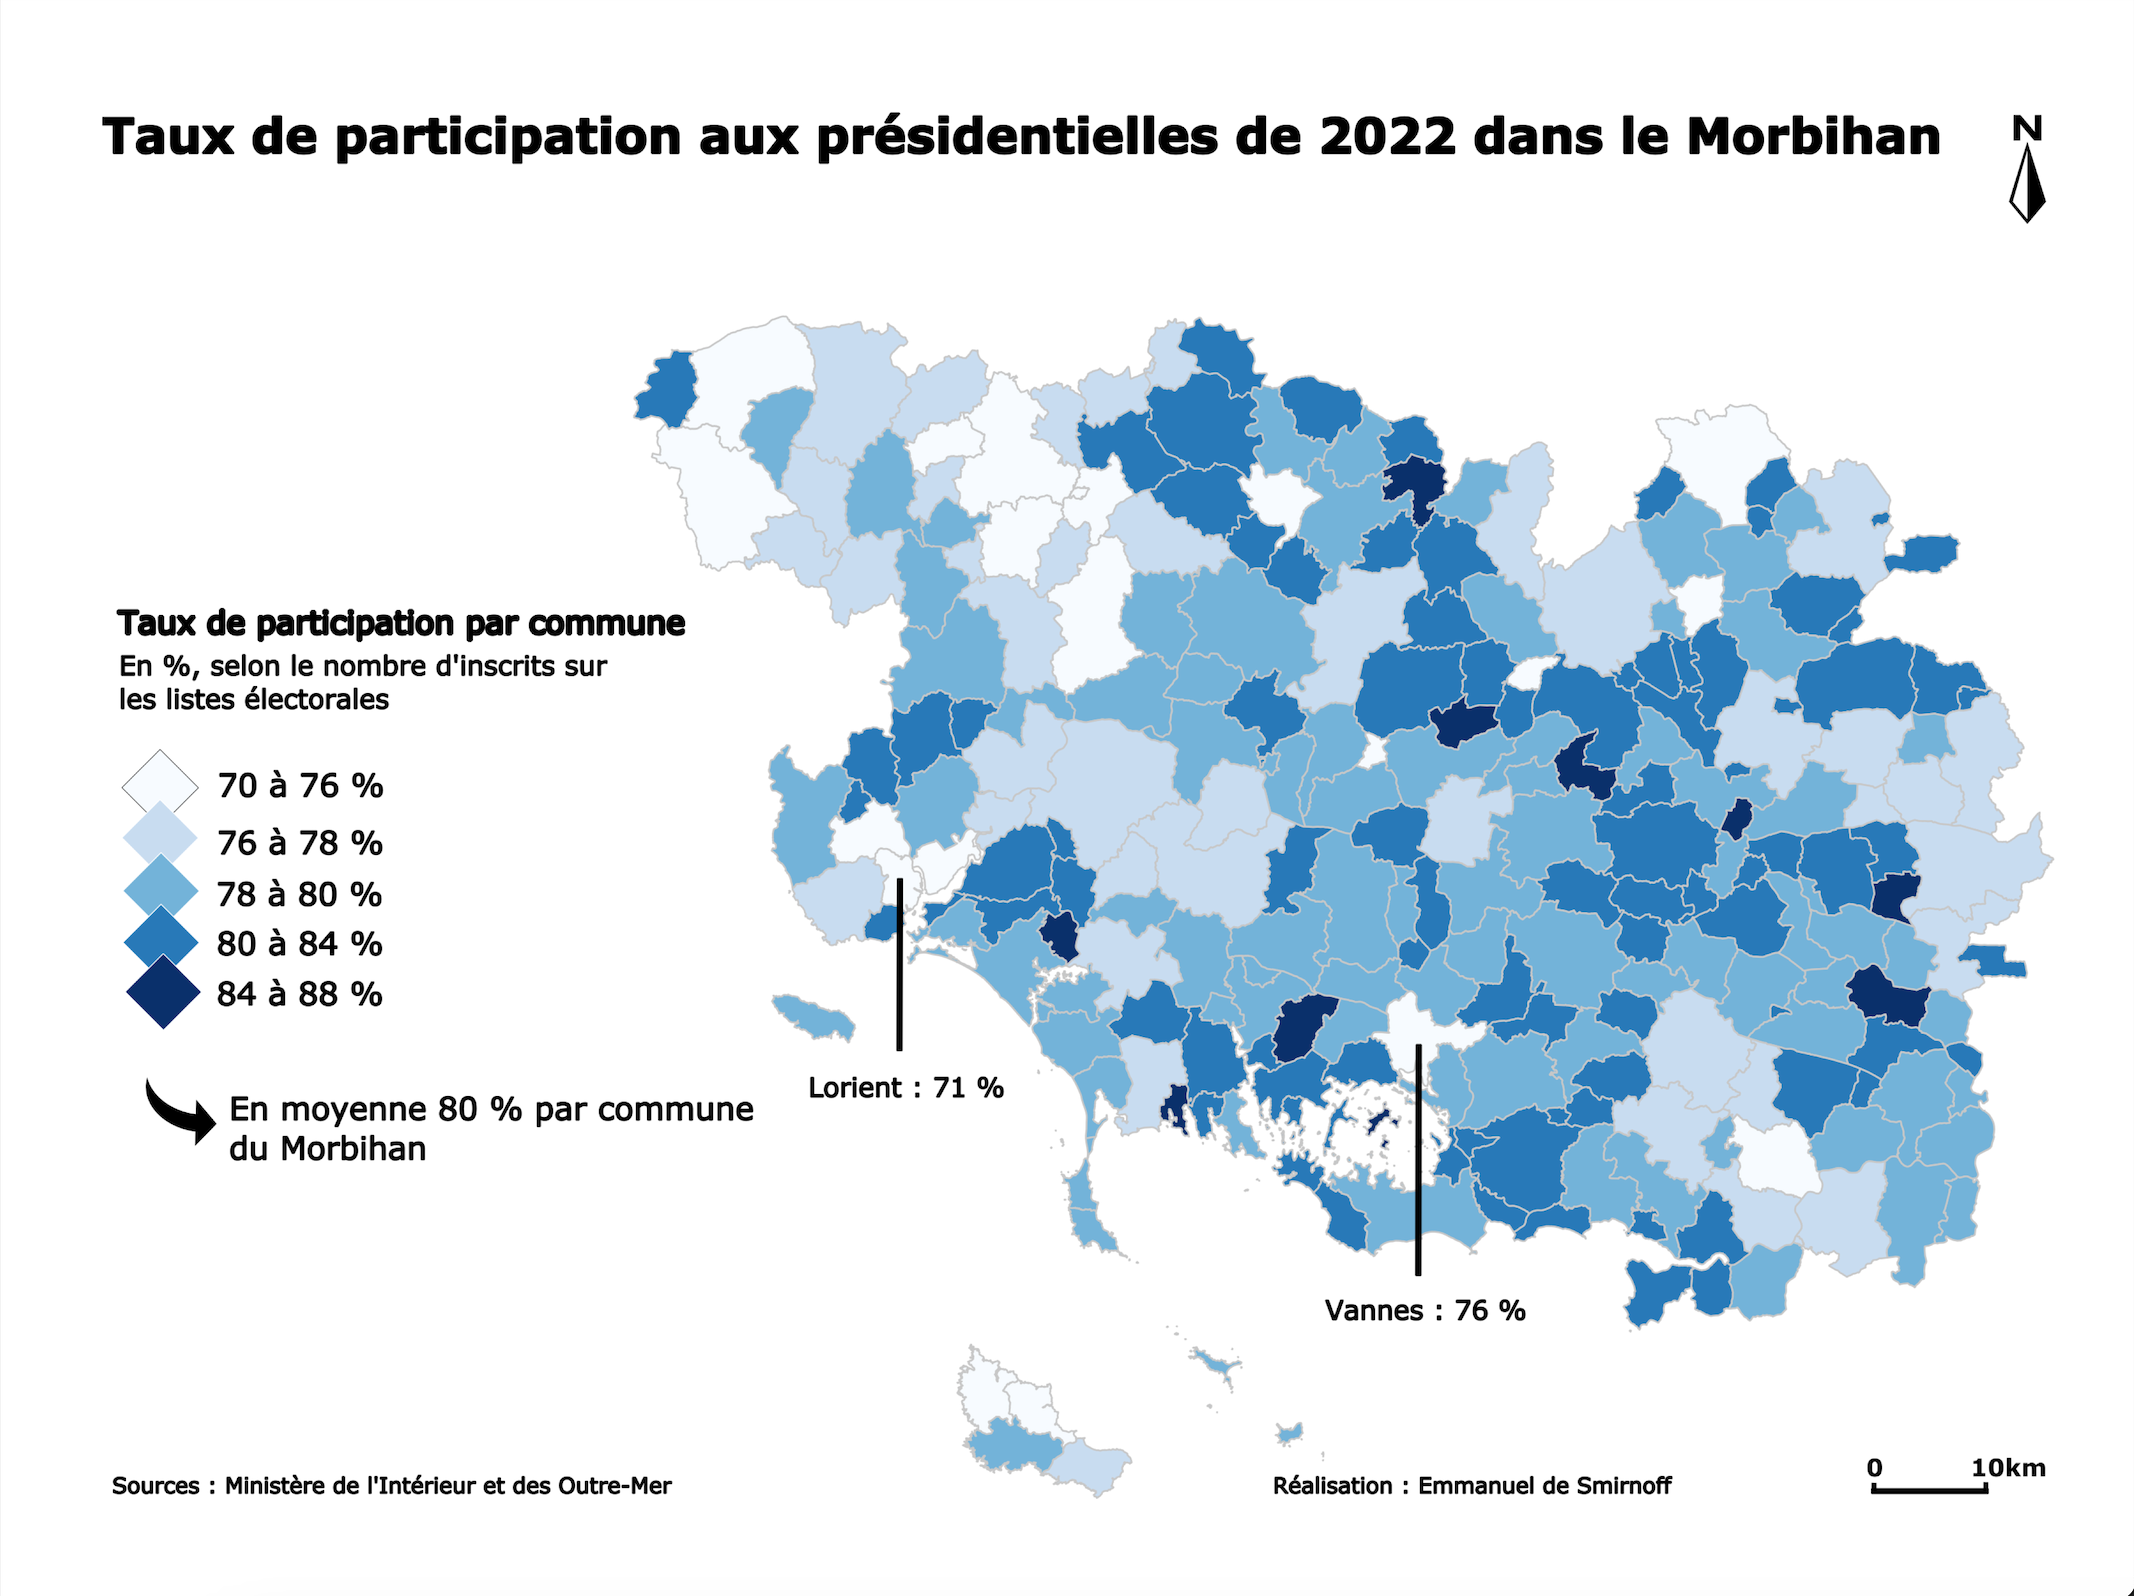 Taux de participation aux présidentielles de 2022 dans le Morbihan
N
Taux de participation par commune
En %, selon le nombre d'inscrits sur
les listes électorales
70 à 76 %
76 à 78 %
78 à 80 %
80 à 84 %
84 à 88 %
En moyenne 80 % par commune
du Morbihan
Lorient : 71 %
Vannes : 76 %
Sources : Ministère de l'Intérieur et des Outre-Mer
Réalisation : Emmanuel de Smirnoff
0 10km